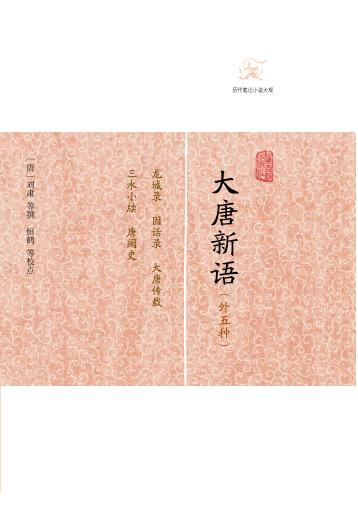 历代笔记小说大观
大唐新语
（外五种）
龙城录　因话录　大唐传载
三水小牍　唐阙史
［唐］刘肃 等撰　恒鹤 等校点